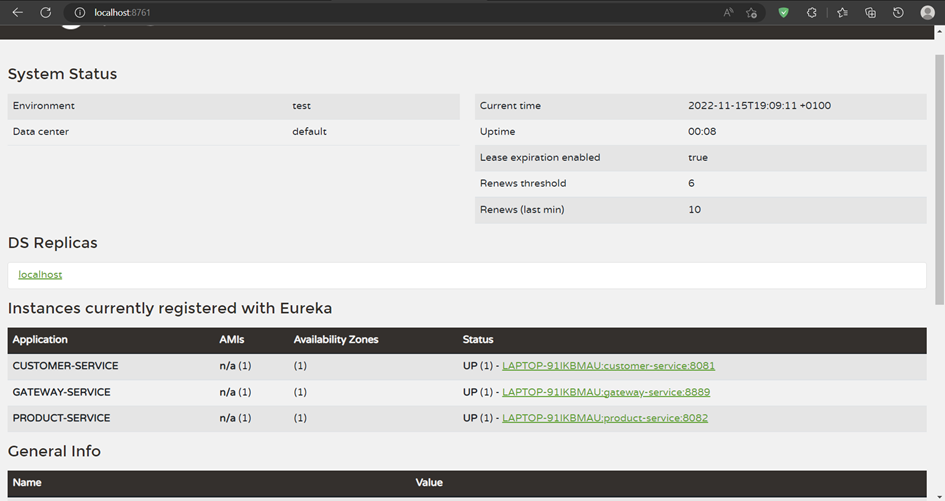 localhost:8761
System Status
Environment test
Data center default
Current time 2022-11-15T19:09:11 +0100
Uptime 00:08
Lease expiration enabled true
Renews threshold 6
Renews (last min) 10
DS Replicas
localhost
Instances currently registered with Eureka
Application AMIs Availability Zones Status
CUSTOMER-SERVICE n/a (1) (1) UP (1) - LAPTOP-91IKBMAU:customer-service:8081
GATEWAY-SERVICE n/a (1) (1) UP (1) - LAPTOP-91IKBMAU:gateway-service:8889
PRODUCT-SERVICE n/a (1) (1) UP (1) - LAPTOP-91IKBMAU:product-service:8082
General Info
Name Value